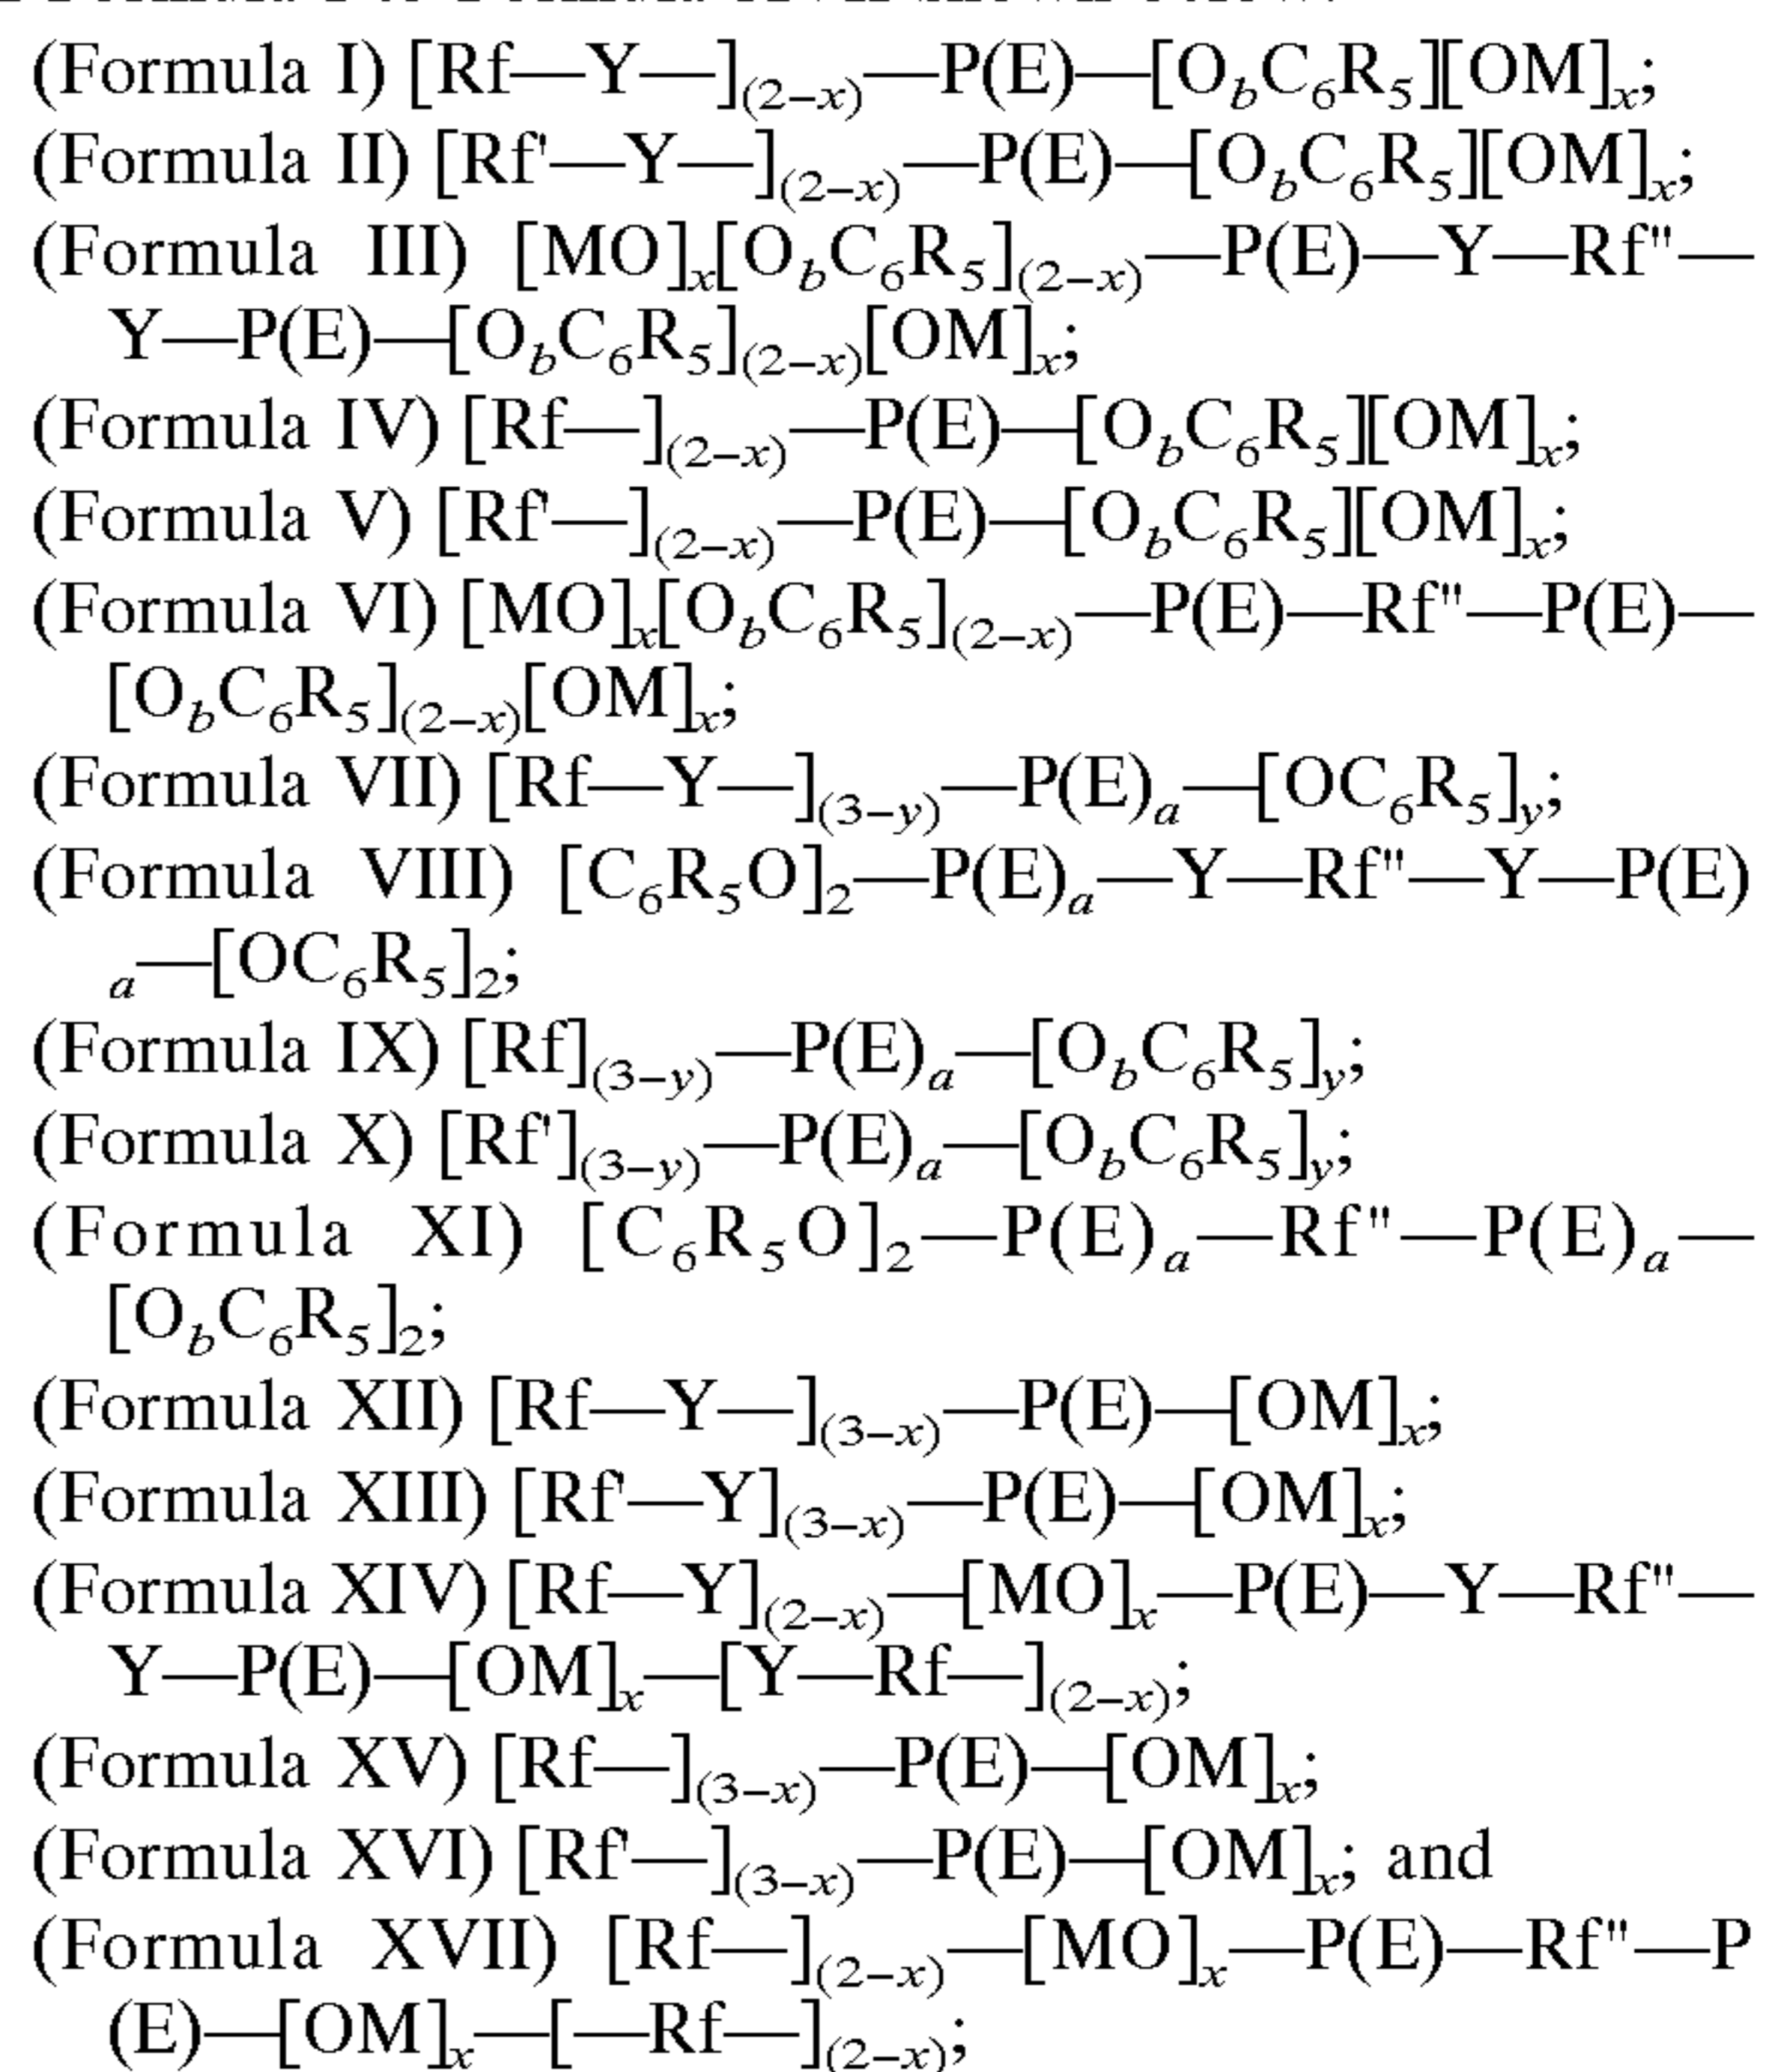 (Formula I) [Rf—Y—](2–x)—P(E)—[ObC6R5][OM]x;
(Formula II) [Rf'—Y—](2–x)—P(E)—[ObC6R5][OM]x;
(Formula III) [MO]x[ObC6R5](2–x)—P(E)—Y—Rf"—
Y—P(E)—[ObC6R5](2–x)[OM]x;
(Formula IV) [Rf—](2–x)—P(E)—[ObC6R5][OM]x;
(Formula V) [Rf'—](2–x)—P(E)—[ObC6R5][OM]x;
(Formula VI) [MO]x[ObC6R5](2–x)—P(E)—Rf"—P(E)—
[ObC6R5](2–x)[OM]x;
(Formula VII) [Rf—Y—](3–y)—P(E)a—[OC6R5]y;
(Formula VIII) [C6R5O]2—P(E)a—Y—Rf"—Y—P(E)
a—[OC6R5]2;
(Formula IX) [Rf](3–y)—P(E)a—[ObC6R5]y;
(Formula X) [Rf'](3–y)—P(E)a—[ObC6R5]y;
(Formula XI) [C6R5O]2—P(E)a—Rf"—P(E)a—
[ObC6R5]2;
(Formula XII) [Rf—Y—](3–x)—P(E)—[OM]x;
(Formula XIII) [Rf'—Y](3–x)—P(E)—[OM]x;
(Formula XIV) [Rf—Y](2–x)—[MO]x—P(E)—Y—Rf"—
Y—P(E)—[OM]x—[Y—Rf—](2–x);
(Formula XV) [Rf—](3–x)—P(E)—[OM]x;
(Formula XVI) [Rf'—](3–x)—P(E)—[OM]x; and
(Formula XVII) [Rf—](2–x)—[MO]x—P(E)—Rf"—P
(E)—[OM]x—[—Rf—](2–x);